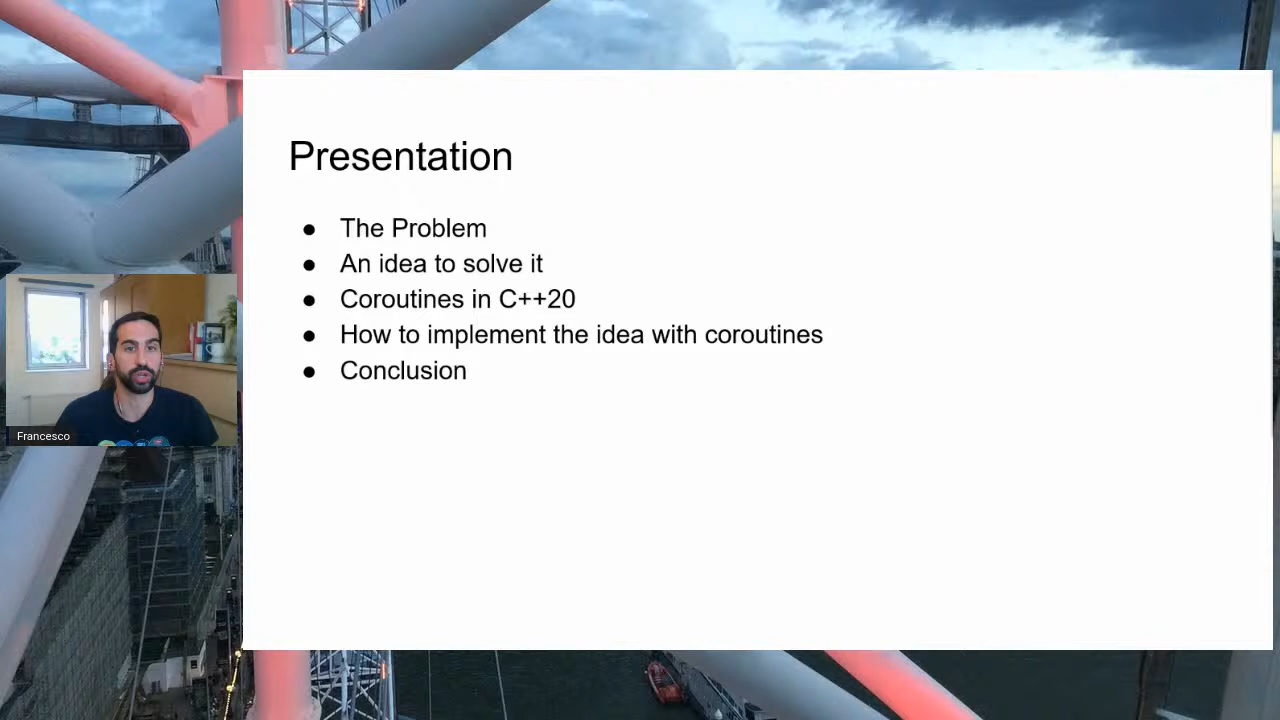 Presentation
● The Problem
● An idea to solve it
● Coroutines in C++20
● How to implement the idea with coroutines
● Conclusion
Francesco